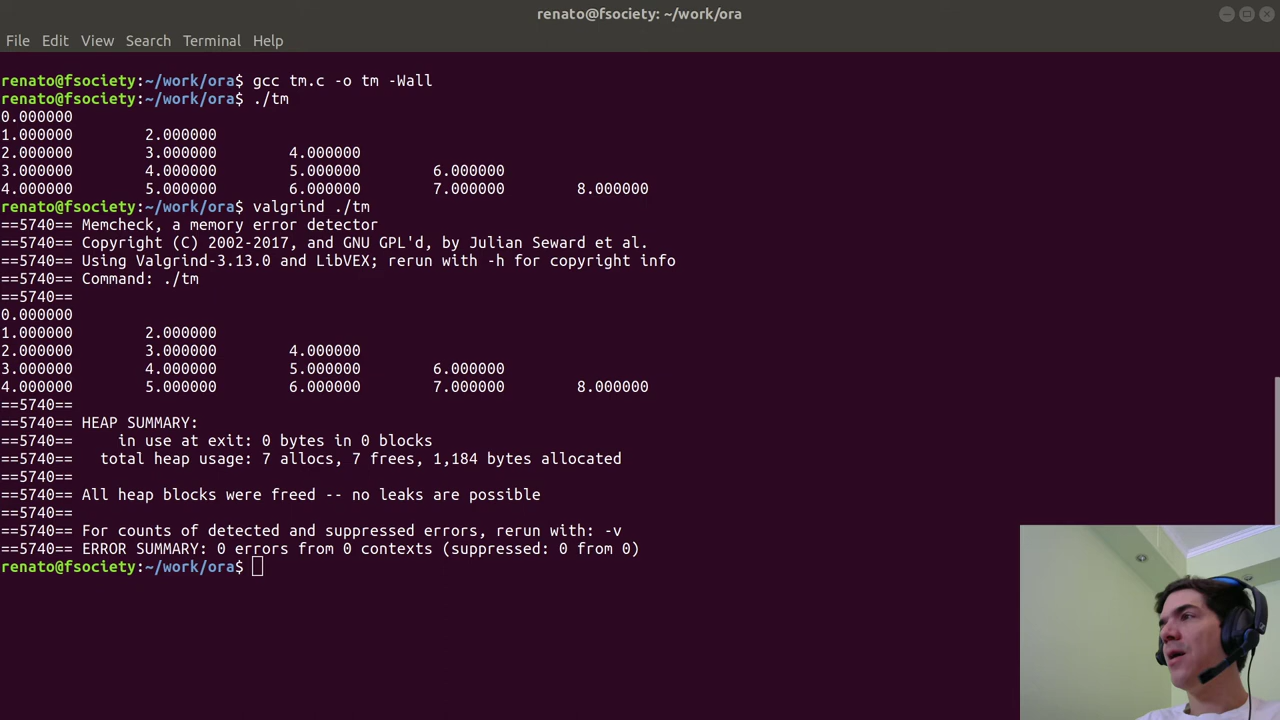 renato@fsociety: ~/work/ora
File Edit View Search Terminal Help
renato@fsociety:~/work/ora$ gcc tm.c -o tm -Wall
renato@fsociety:~/work/ora$ ./tm
0.000000
1.000000 2.000000
2.000000 3.000000 4.000000
3.000000 4.000000 5.000000 6.000000
4.000000 5.000000 6.000000 7.000000 8.000000
renato@fsociety:~/work/ora$ valgrind ./tm
==5740== Memcheck, a memory error detector
==5740== Copyright (C) 2002-2017, and GNU GPL'd, by Julian Seward et al.
==5740== Using Valgrind-3.13.0 and LibVEX; rerun with -h for copyright info
==5740== Command: ./tm
==5740==
0.000000
1.000000 2.000000
2.000000 3.000000 4.000000
3.000000 4.000000 5.000000 6.000000
4.000000 5.000000 6.000000 7.000000 8.000000
==5740==
==5740== HEAP SUMMARY:
==5740==     in use at exit: 0 bytes in 0 blocks
==5740==   total heap usage: 7 allocs, 7 frees, 1,184 bytes allocated
==5740==
==5740== All heap blocks were freed -- no leaks are possible
==5740==
==5740== For counts of detected and suppressed errors, rerun with: -v
==5740== ERROR SUMMARY: 0 errors from 0 contexts (suppressed: 0 from 0)
renato@fsociety:~/work/ora$